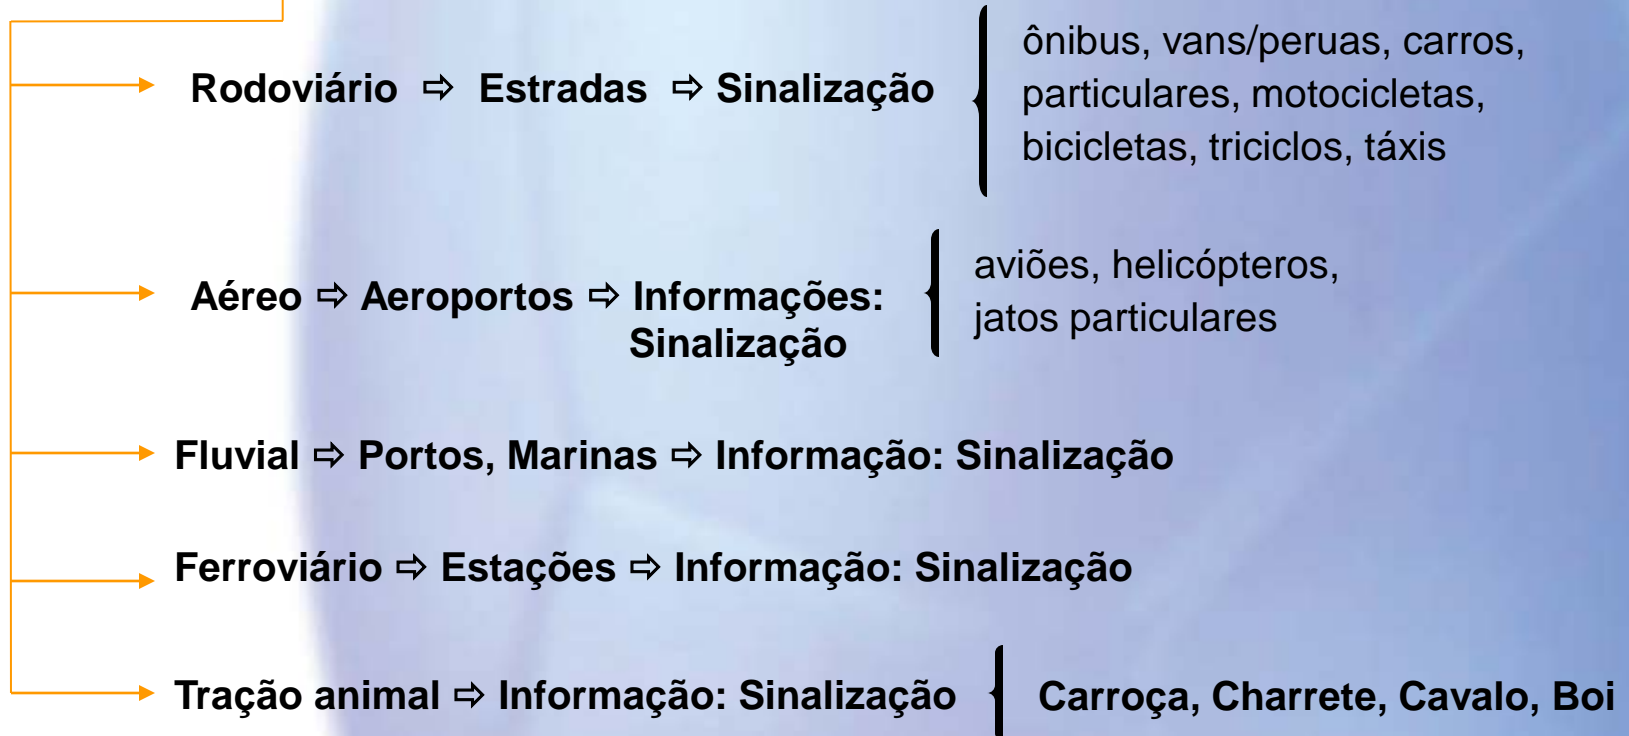 Rodoviário ⇨ Estradas ⇨ Sinalização
ônibus, vans/peruas, carros,
particulares, motocicletas,
bicicletas, triciclos, táxis
Aéreo ⇨ Aeroportos ⇨ Informações:
Sinalização
aviões, helicópteros,
jatos particulares
Fluvial ⇨ Portos, Marinas ⇨ Informação: Sinalização
Ferroviário ⇨ Estações ⇨ Informação: Sinalização
Tração animal ⇨ Informação: Sinalização
Carroça, Charrete, Cavalo, Boi